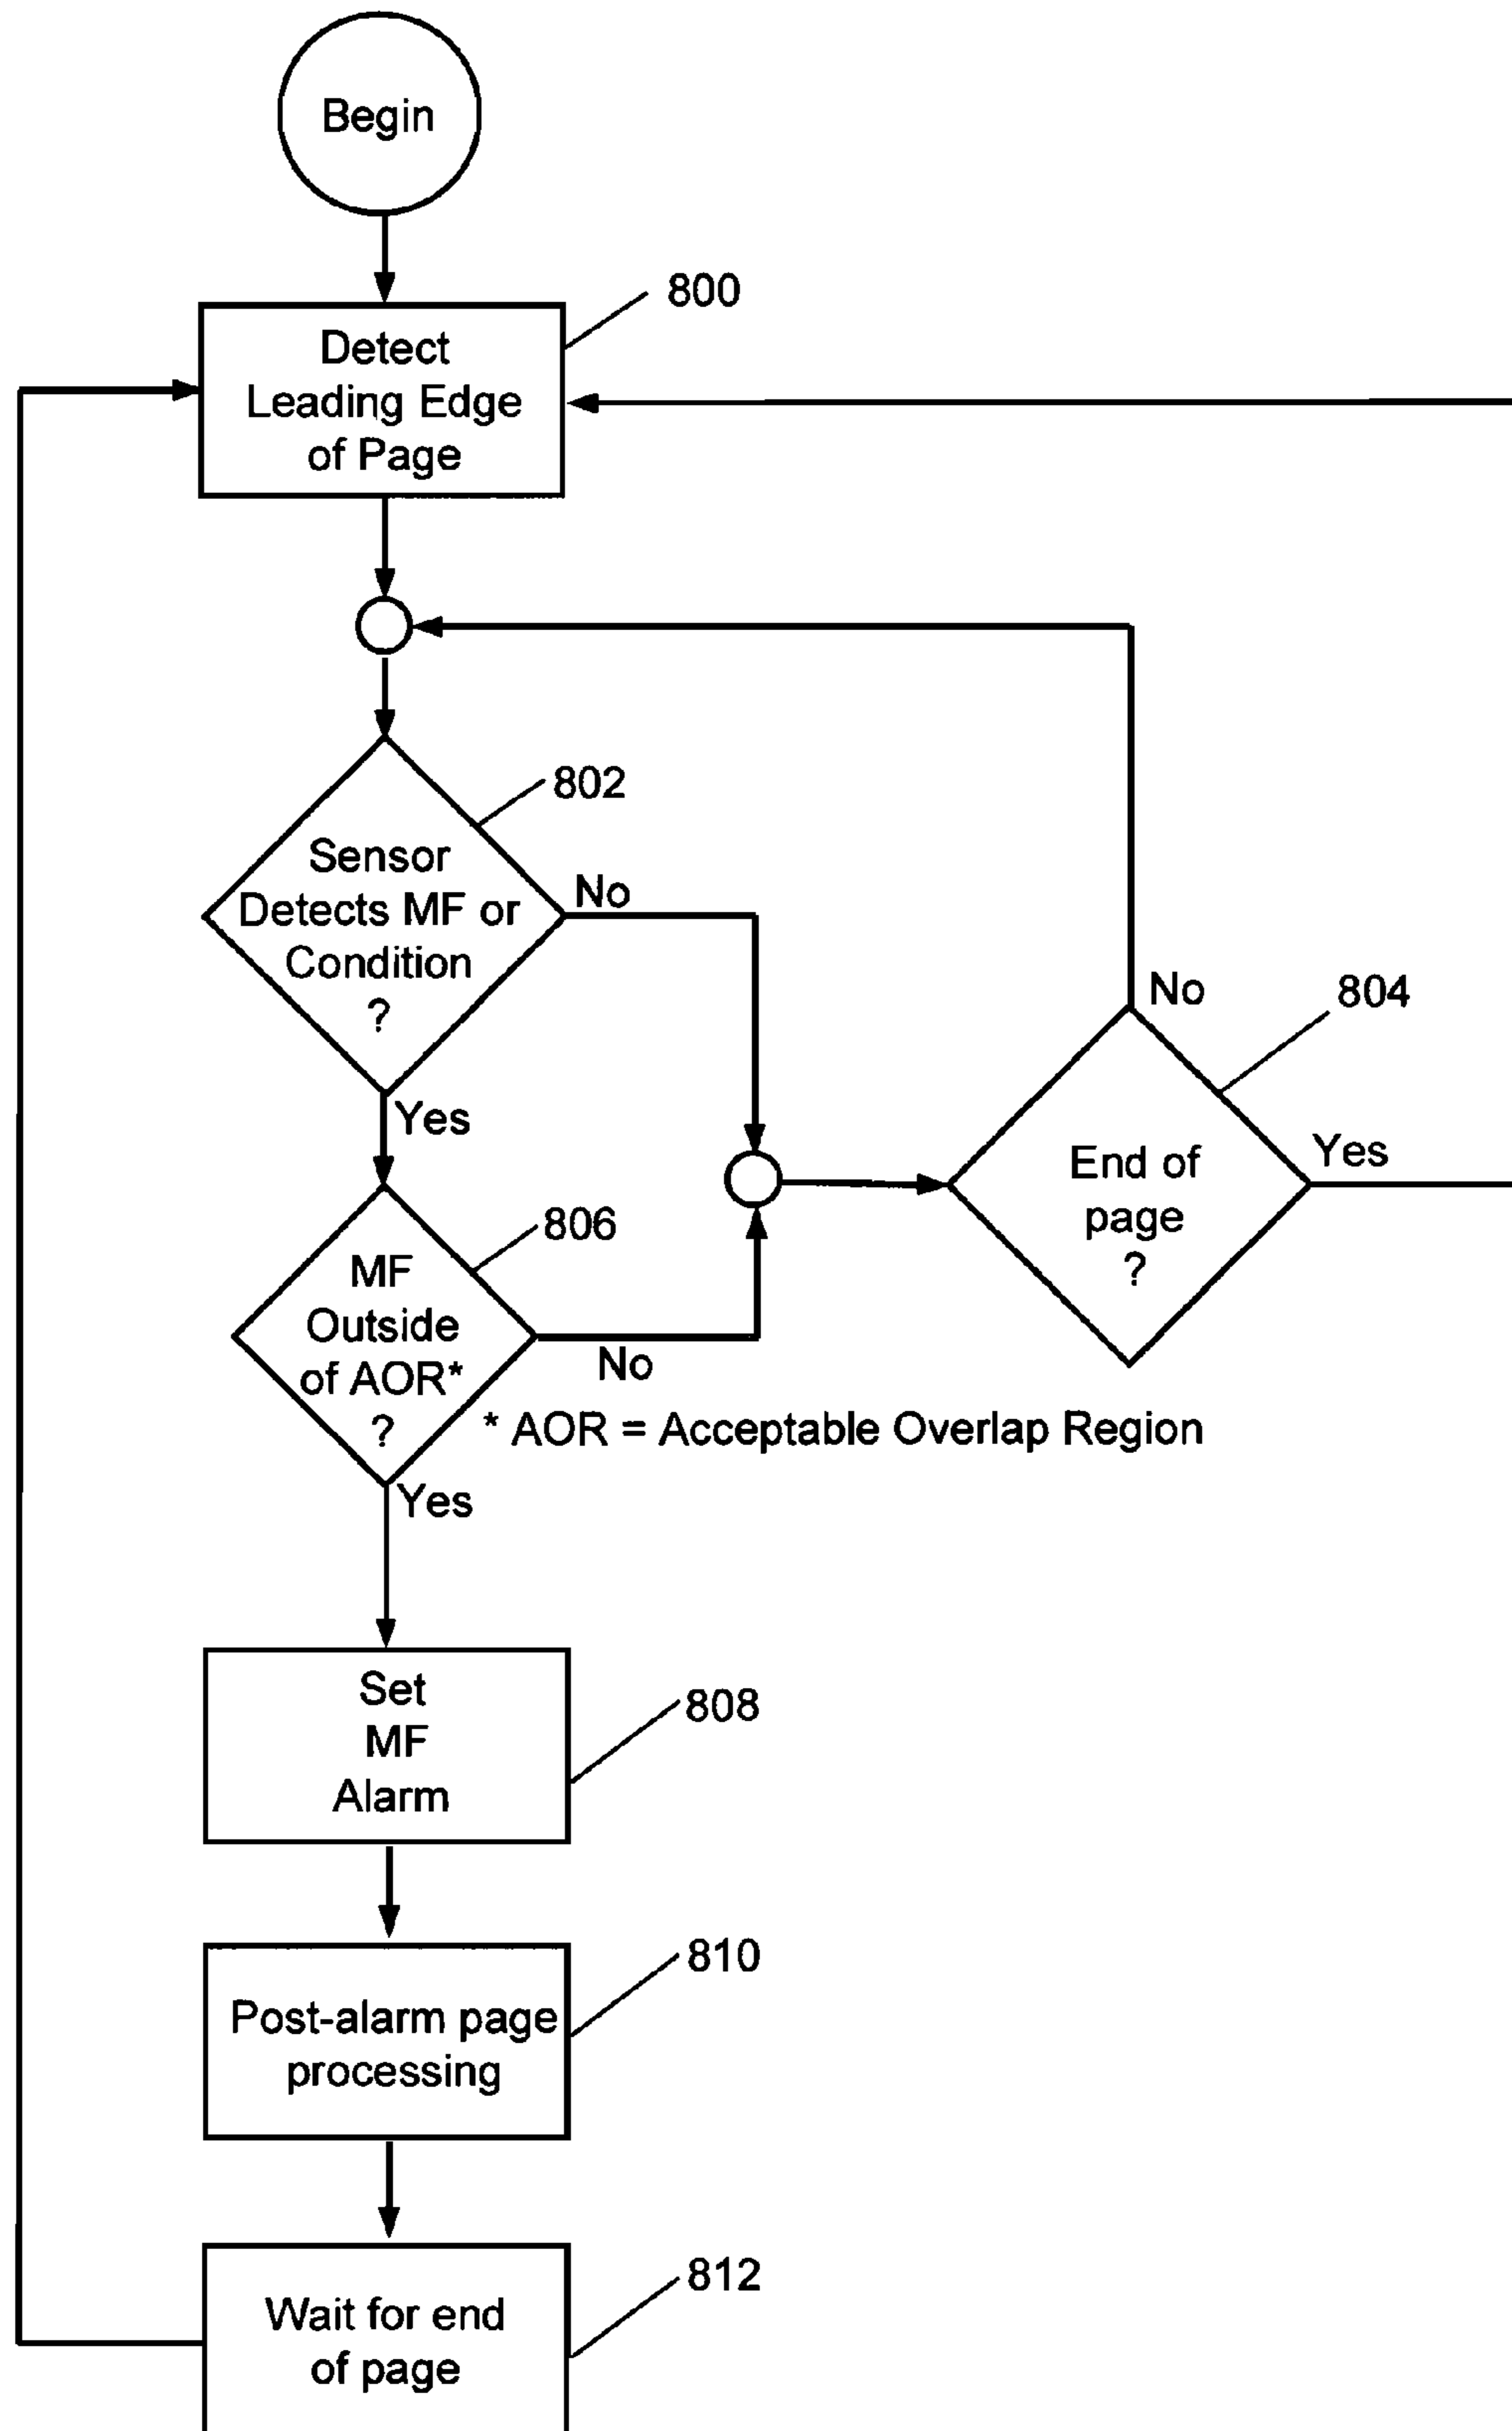 Begin
800
Detect
Leading Edge
of Page
802
Sensor
Detects MF or
Condition
?
No
Yes
No
804
End of
page
?
Yes
806
MF
Outside
of AOR*
?
No
* AOR = Acceptable Overlap Region
Yes
Set
MF
Alarm
808
810
Post-alarm page
processing
812
Wait for end
of page